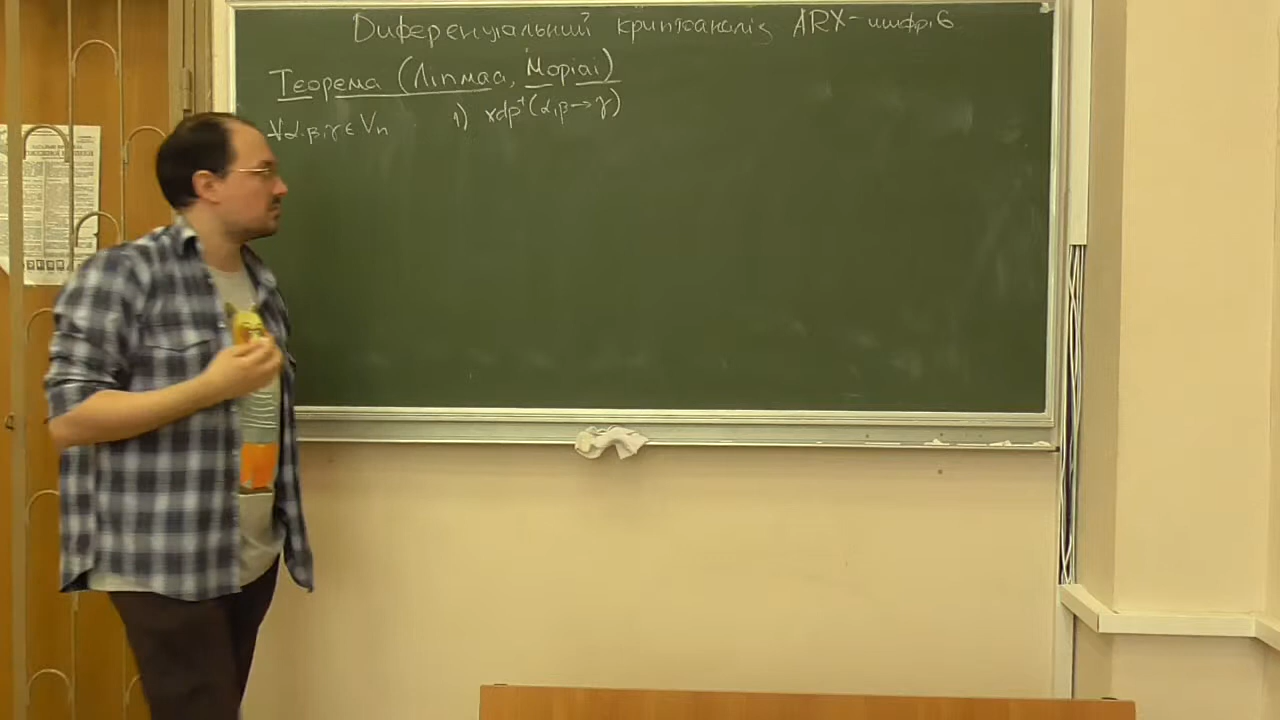 Диференціальний криптоаналіз ARX-шифрів
Теорема (Ліпмаа, Моріаі)
∀α,β,γ ∈ Vn 1) xdp⁺(α,β→γ)